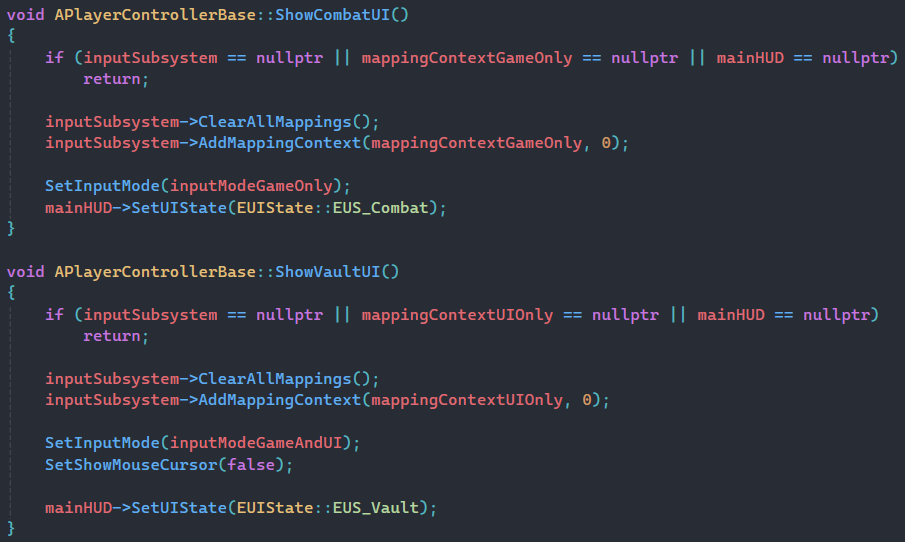 void APlayerControllerBase::ShowCombatUI()
{
if (inputSubsystem == nullptr || mappingContextGameOnly == nullptr || mainHUD == nullptr)
return;
inputSubsystem->ClearAllMappings();
inputSubsystem->AddMappingContext(mappingContextGameOnly, 0);
SetInputMode(inputModeGameOnly);
mainHUD->SetUIState(EUIState::EUS_Combat);
}
void APlayerControllerBase::ShowVaultUI()
{
if (inputSubsystem == nullptr || mappingContextUIOnly == nullptr || mainHUD == nullptr)
return;
inputSubsystem->ClearAllMappings();
inputSubsystem->AddMappingContext(mappingContextUIOnly, 0);
SetInputMode(inputModeGameAndUI);
SetShowMouseCursor(false);
mainHUD->SetUIState(EUIState::EUS_Vault);
}